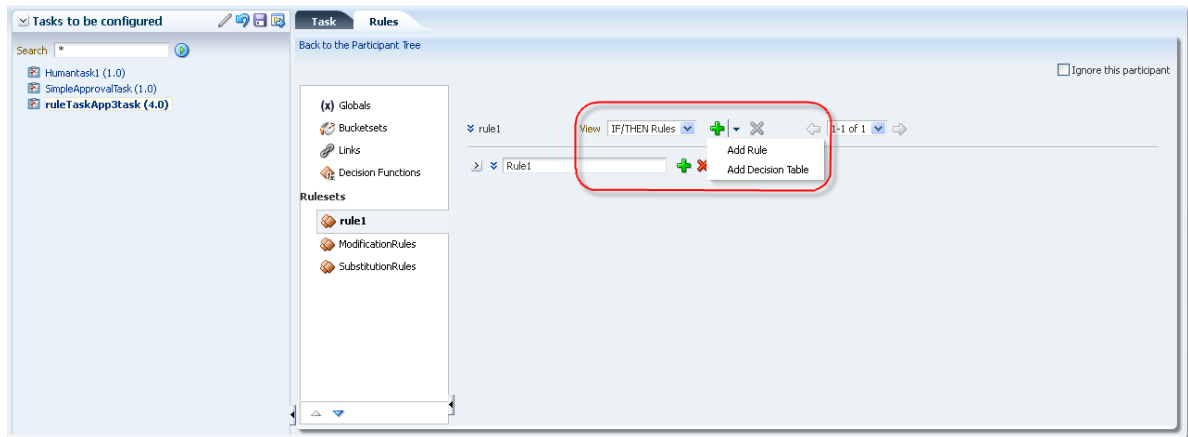 Tasks to be configured
Search *
Humantask1 (1.0)
SimpleApprovalTask (1.0)
ruleTaskApp3task (4.0)
Task Rules
Back to the Participant Tree
Ignore this participant
(x) Globals
Bucketsets
Links
Decision Functions
Rulesets
rule1
ModificationRules
SubstitutionRules
rule1 View IF/THEN Rules 1-1 of 1
Add Rule
Add Decision Table
Rule1